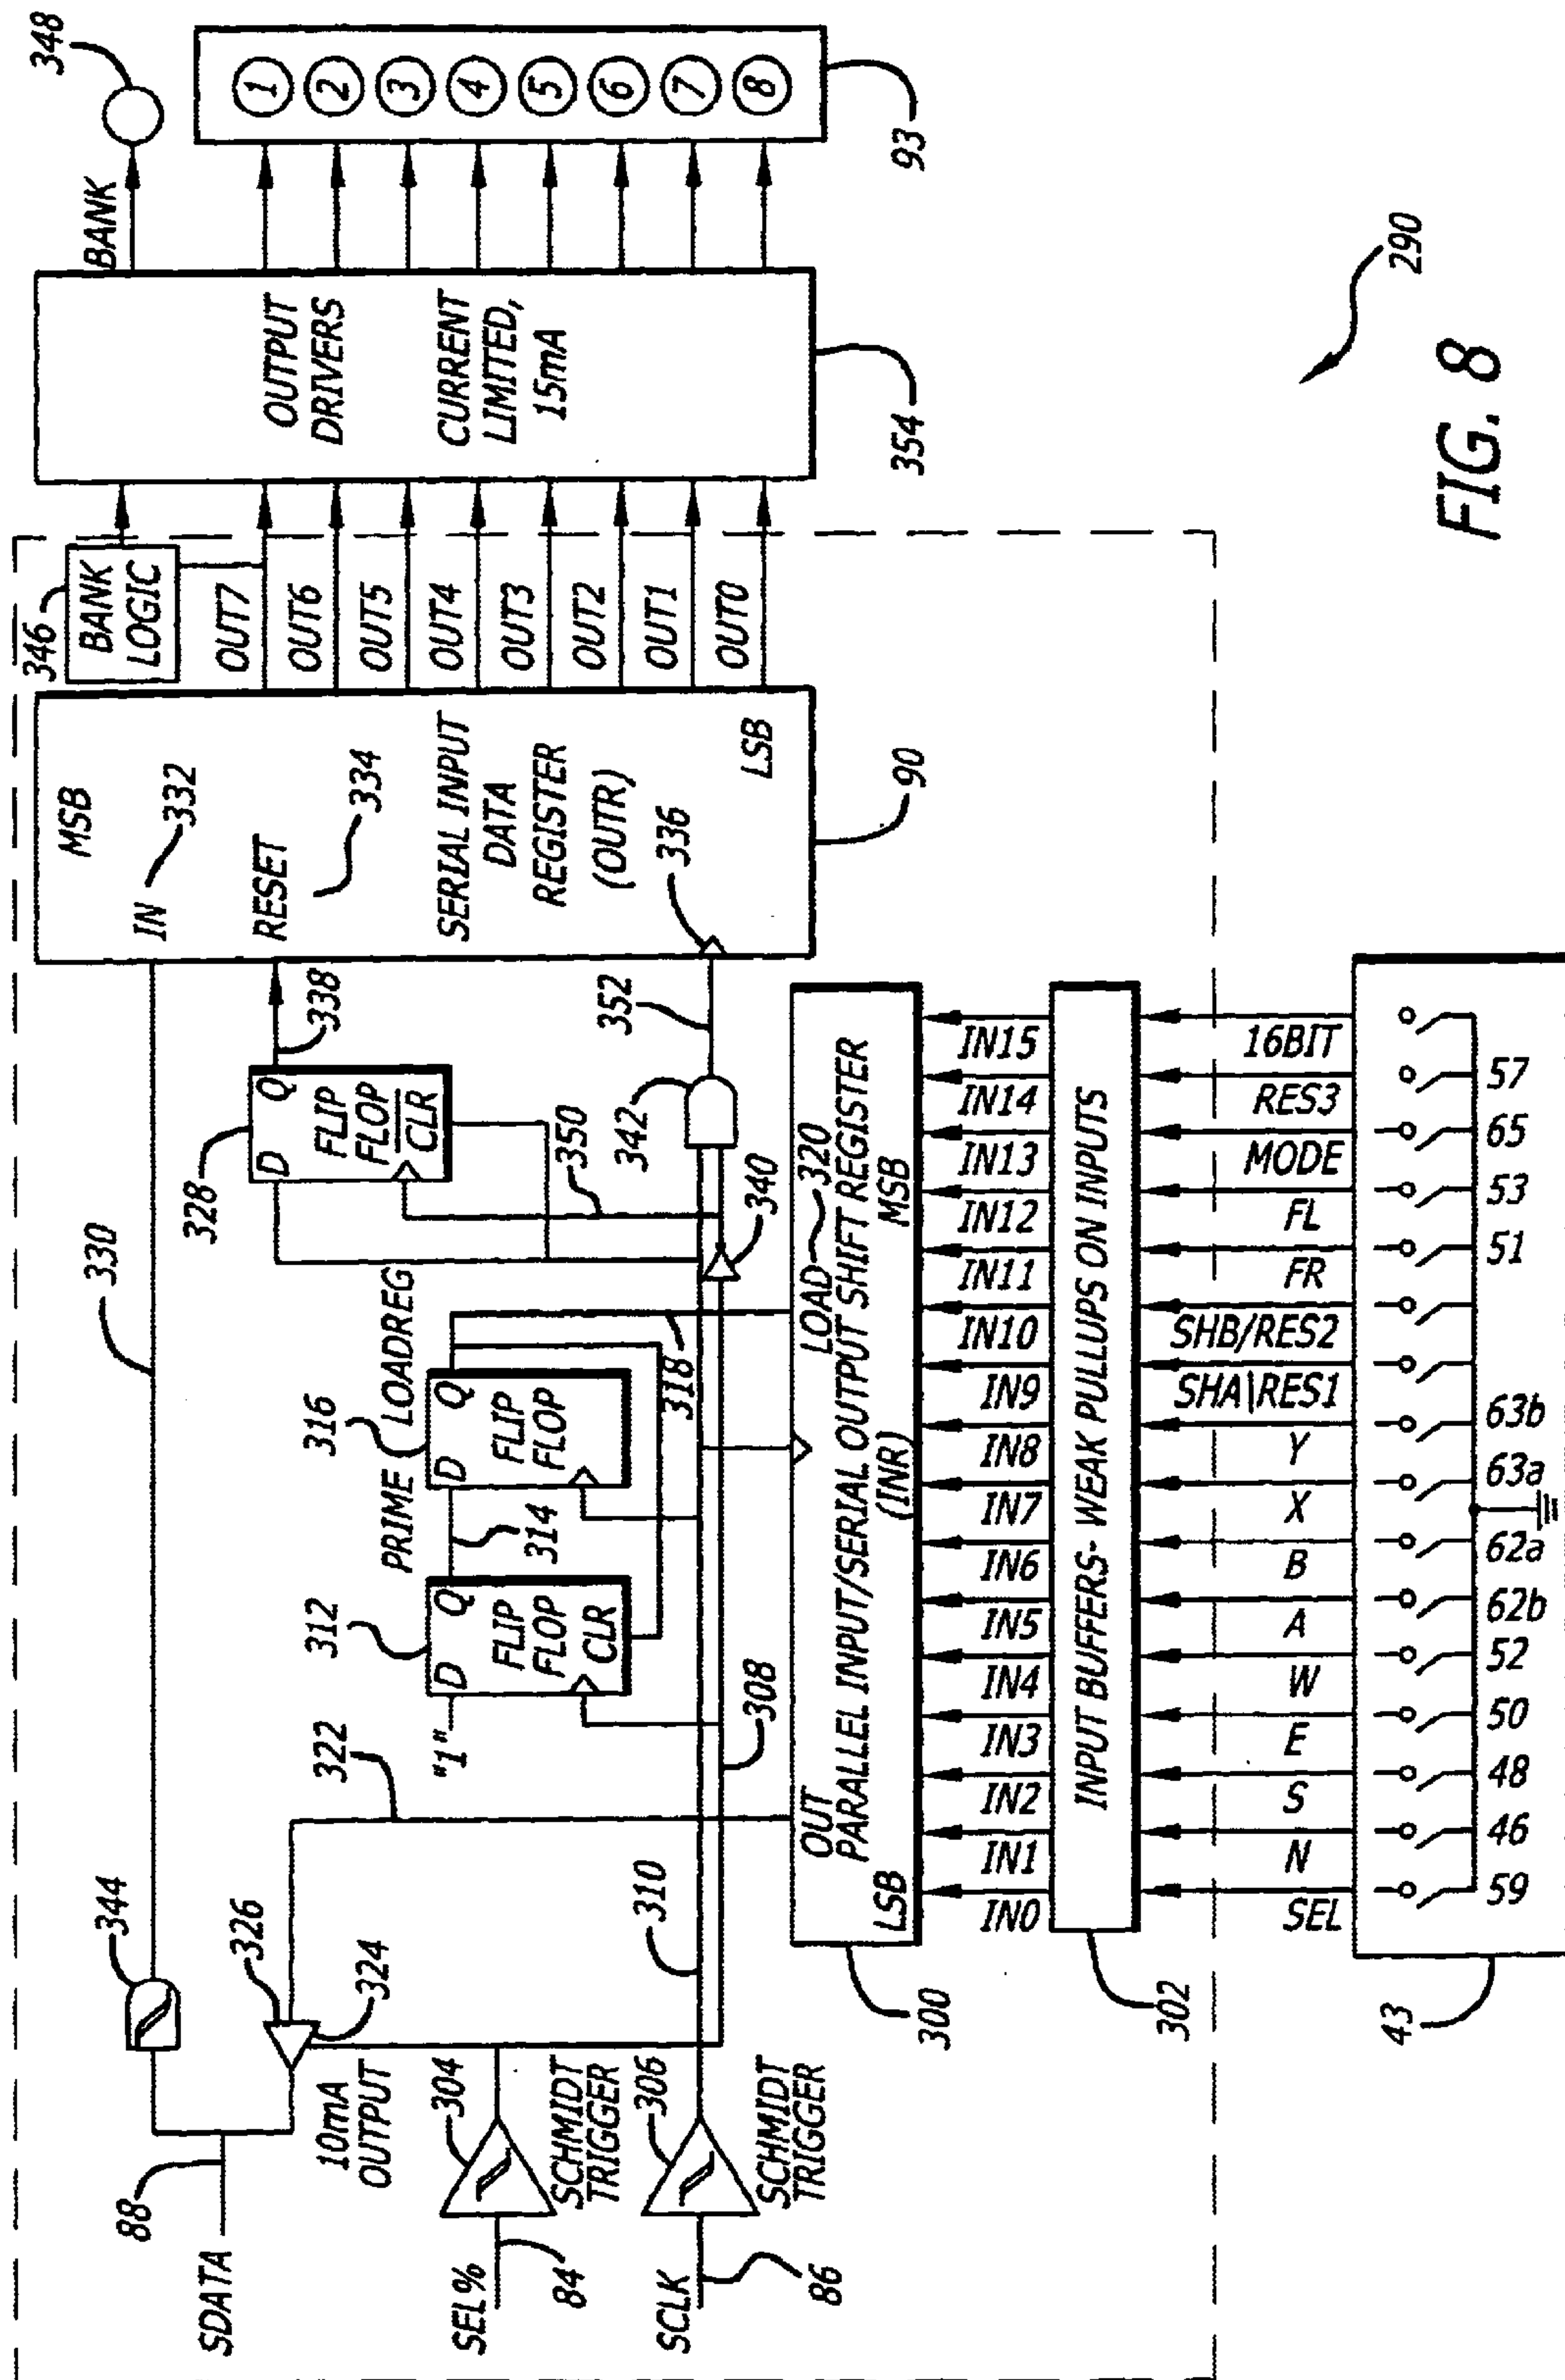 348
BANK
1
2
3
4
5
6
7
8
93
OUTPUT
DRIVERS
CURRENT
LIMITED,
15mA
354
346
BANK
LOGIC
OUT7
OUT6
OUT5
OUT4
OUT3
OUT2
OUT1
OUT0
MSB
IN
332
RESET
334
SERIAL INPUT
DATA
REGISTER
(OUTR)
336
LSB
90
330
328
D
Q
FLIP
FLOP
CLR
338
350
342
352
340
PRIME
LOADREG
316
D
Q
FLIP
FLOP
318
314
312
"1"
D
Q
FLIP
FLOP
CLR
322
308
310
344
326
324
88
SDATA
10mA
OUTPUT
304
SCHMIDT
TRIGGER
SEL%
84
306
SCHMIDT
TRIGGER
SCLK
86
OUT
LOAD
320
PARALLEL INPUT/SERIAL OUTPUT SHIFT REGISTER
(INR)
LSB
MSB
300
IN0
IN1
IN2
IN3
IN4
IN5
IN6
IN7
IN8
IN9
IN10
IN11
IN12
IN13
IN14
IN15
INPUT BUFFERS- WEAK PULLUPS ON INPUTS
302
SEL
N
S
E
W
A
B
X
Y
SHA\RES1
SHB/RES2
FR
FL
MODE
RES3
16BIT
43
59
46
48
50
52
62b
62a
63a
63b
51
53
65
57
290
FIG. 8